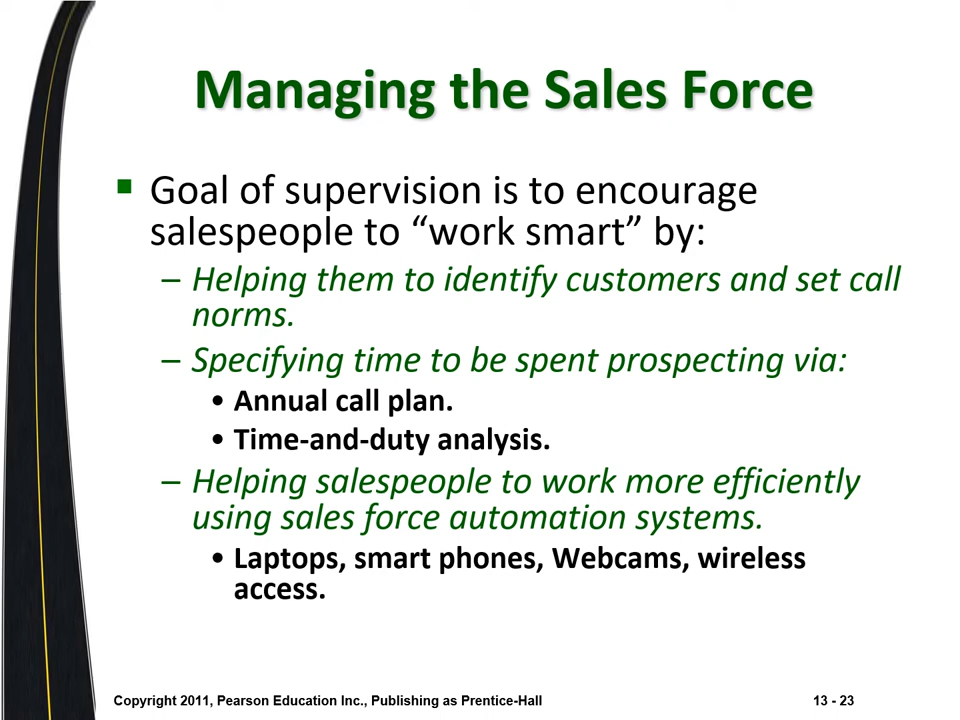 Managing the Sales Force
▪ Goal of supervision is to encourage
salespeople to “work smart” by:
– Helping them to identify customers and set call
norms.
– Specifying time to be spent prospecting via:
• Annual call plan.
• Time-and-duty analysis.
– Helping salespeople to work more efficiently
using sales force automation systems.
• Laptops, smart phones, Webcams, wireless
access.
Copyright 2011, Pearson Education Inc., Publishing as Prentice-Hall
13 - 23